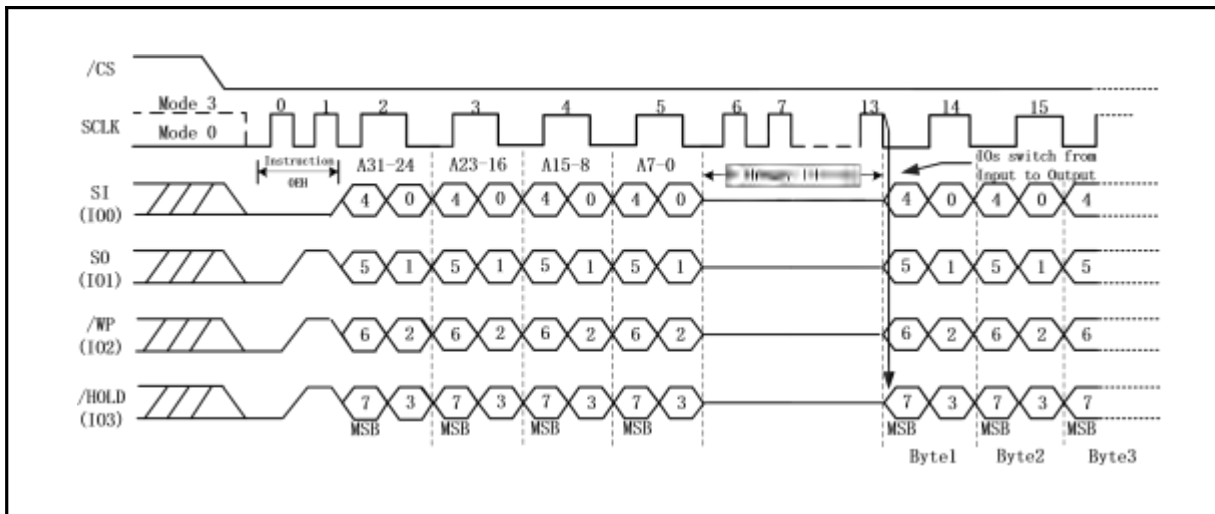 /CS
Mode 3
SCLK
Mode 0
0 1 2 3 4 5 6 7 13 14 15
Instruction
0EH
A31-24 A23-16 A15-8 A7-0
IOs switch from
Input to Output
SI
(IO0)
4 0 4 0 4 0 4 0 4 0 4 0 4
SO
(IO1)
5 1 5 1 5 1 5 1 5 1 5 1 5
/WP
(IO2)
6 2 6 2 6 2 6 2 6 2 6 2 6
/HOLD
(IO3)
7 3 7 3 7 3 7 3 7 3 7 3 7
MSB MSB MSB MSB MSB MSB MSB
Byte1 Byte2 Byte3